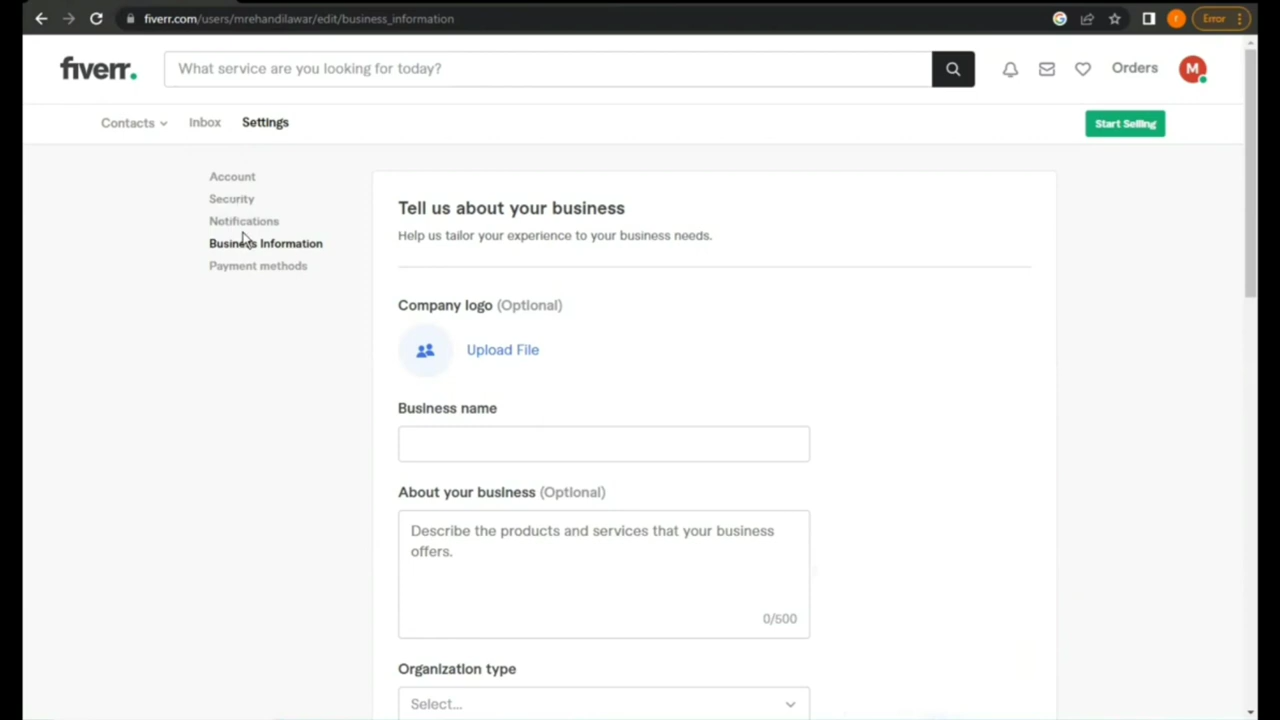 fiverr.com/users/mrehandilawar/edit/business_information
Error
fiverr.
What service are you looking for today?
Orders
M
Contacts
Inbox
Settings
Start Selling
Account
Security
Notifications
Business Information
Payment methods
Tell us about your business
Help us tailor your experience to your business needs.
Company logo (Optional)
Upload File
Business name
About your business (Optional)
Describe the products and services that your business
offers.
0/500
Organization type
Select...